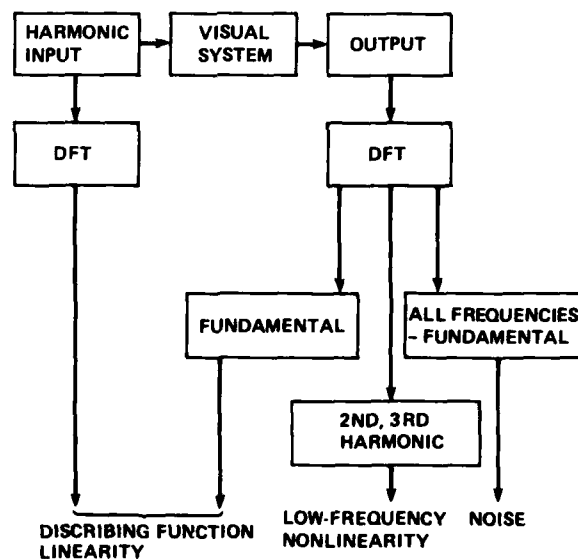 HARMONIC
INPUT
VISUAL
SYSTEM
OUTPUT
DFT
DFT
FUNDAMENTAL
ALL FREQUENCIES
– FUNDAMENTAL
2ND, 3RD
HARMONIC
DISCRIBING FUNCTION
LINEARITY
LOW-FREQUENCY
NONLINEARITY
NOISE